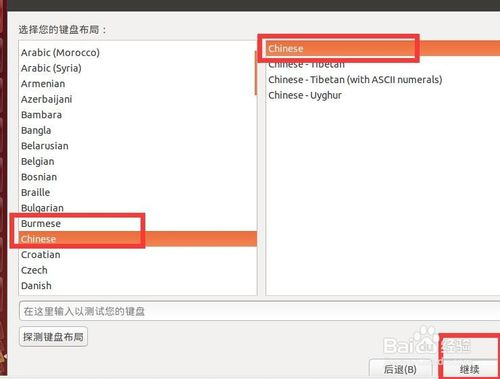 选择您的键盘布局：
Arabic (Morocco)
Arabic (Syria)
Armenian
Azerbaijani
Bambara
Bangla
Belarusian
Belgian
Bosnian
Braille
Bulgarian
Burmese
Chinese
Croatian
Czech
Danish
Chinese
Chinese - Tibetan
Chinese - Tibetan (with ASCII numerals)
Chinese - Uyghur
在这里输入以测试您的键盘
探测键盘布局
后退(B)
继续
Bai 经验